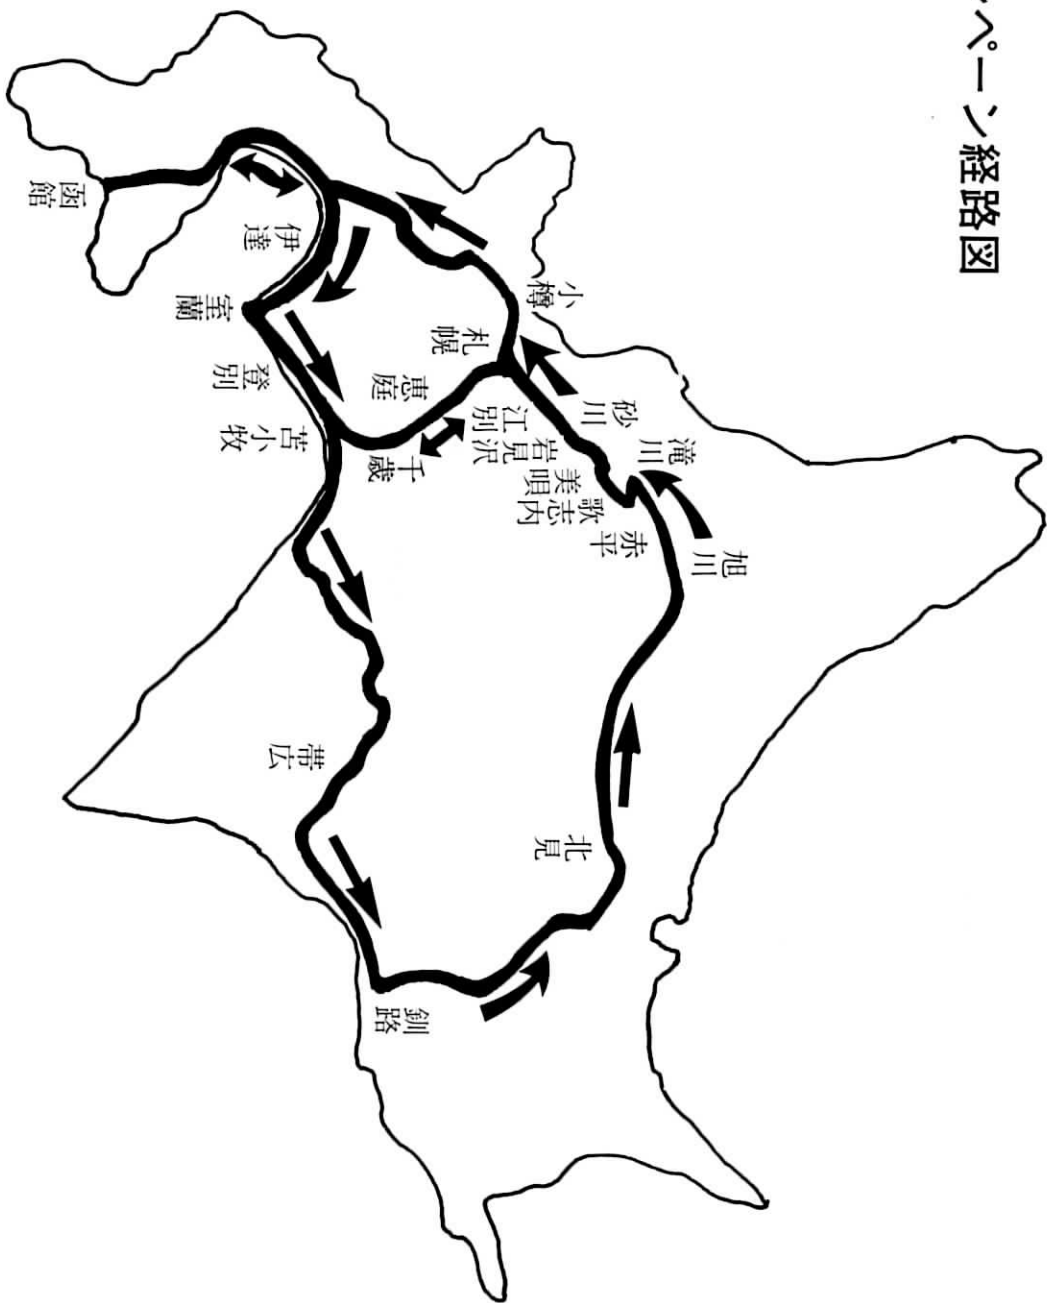 ペーン経路図
旭川
滝川
砂川
赤平
歌志内
美唄
岩見沢
江別
札幌
小樽
恵庭
千歳
苫小牧
登別
室蘭
伊達
函館
帯広
釧路
北見